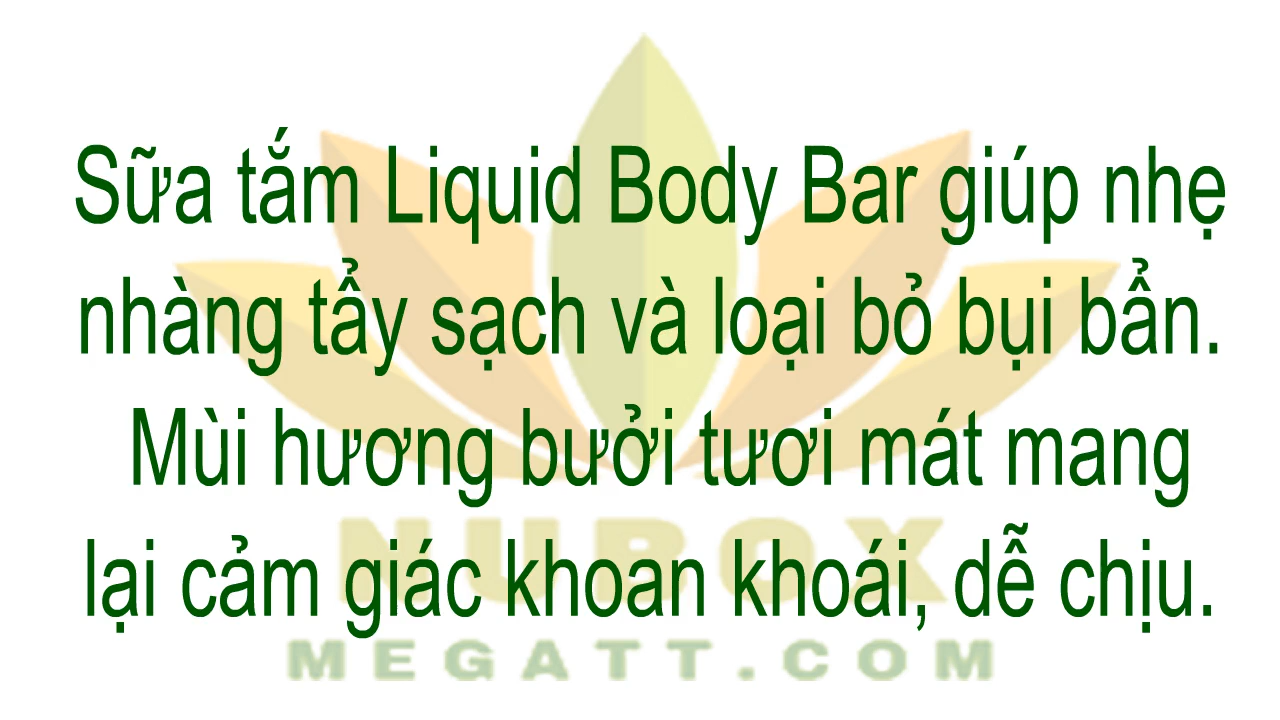 Sữa tắm Liquid Body Bar giúp nhẹ
nhàng tẩy sạch và loại bỏ bụi bẩn.
Mùi hương bưởi tươi mát mang
lại cảm giác khoan khoái, dễ chịu.
NUBOX
MEGATT.COM